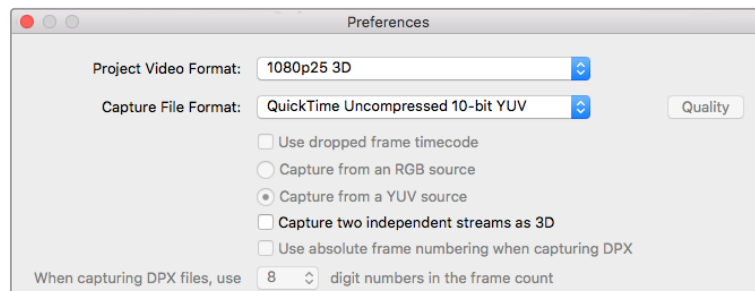 Preferences
Project Video Format: 1080p25 3D
Capture File Format: QuickTime Uncompressed 10-bit YUV Quality
Use dropped frame timecode
Capture from an RGB source
Capture from a YUV source
Capture two independent streams as 3D
Use absolute frame numbering when capturing DPX
When capturing DPX files, use 8 digit numbers in the frame count